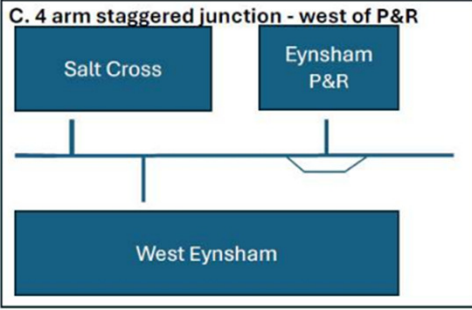 C. 4 arm staggered junction - west of P&R
Salt Cross
Eynsham
P&R
West Eynsham